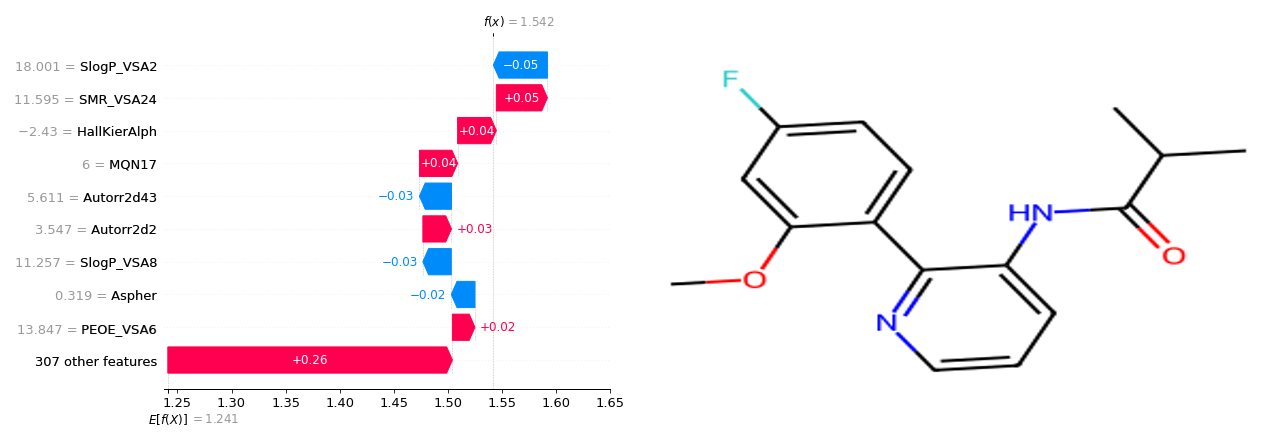 f(x) = 1.542
18.001 = SlogP_VSA2 −0.05
11.595 = SMR_VSA24 +0.05
−2.43 = HallKierAlph +0.04
6 = MQN17 +0.04
5.611 = Autorr2d43 −0.03
3.547 = Autorr2d2 +0.03
11.257 = SlogP_VSA8 −0.03
0.319 = Aspher −0.02
13.847 = PEOE_VSA6 +0.02
307 other features +0.26
1.25 1.30 1.35 1.40 1.45 1.50 1.55 1.60 1.65
E[f(X)] = 1.241
F
HN
O
O
N